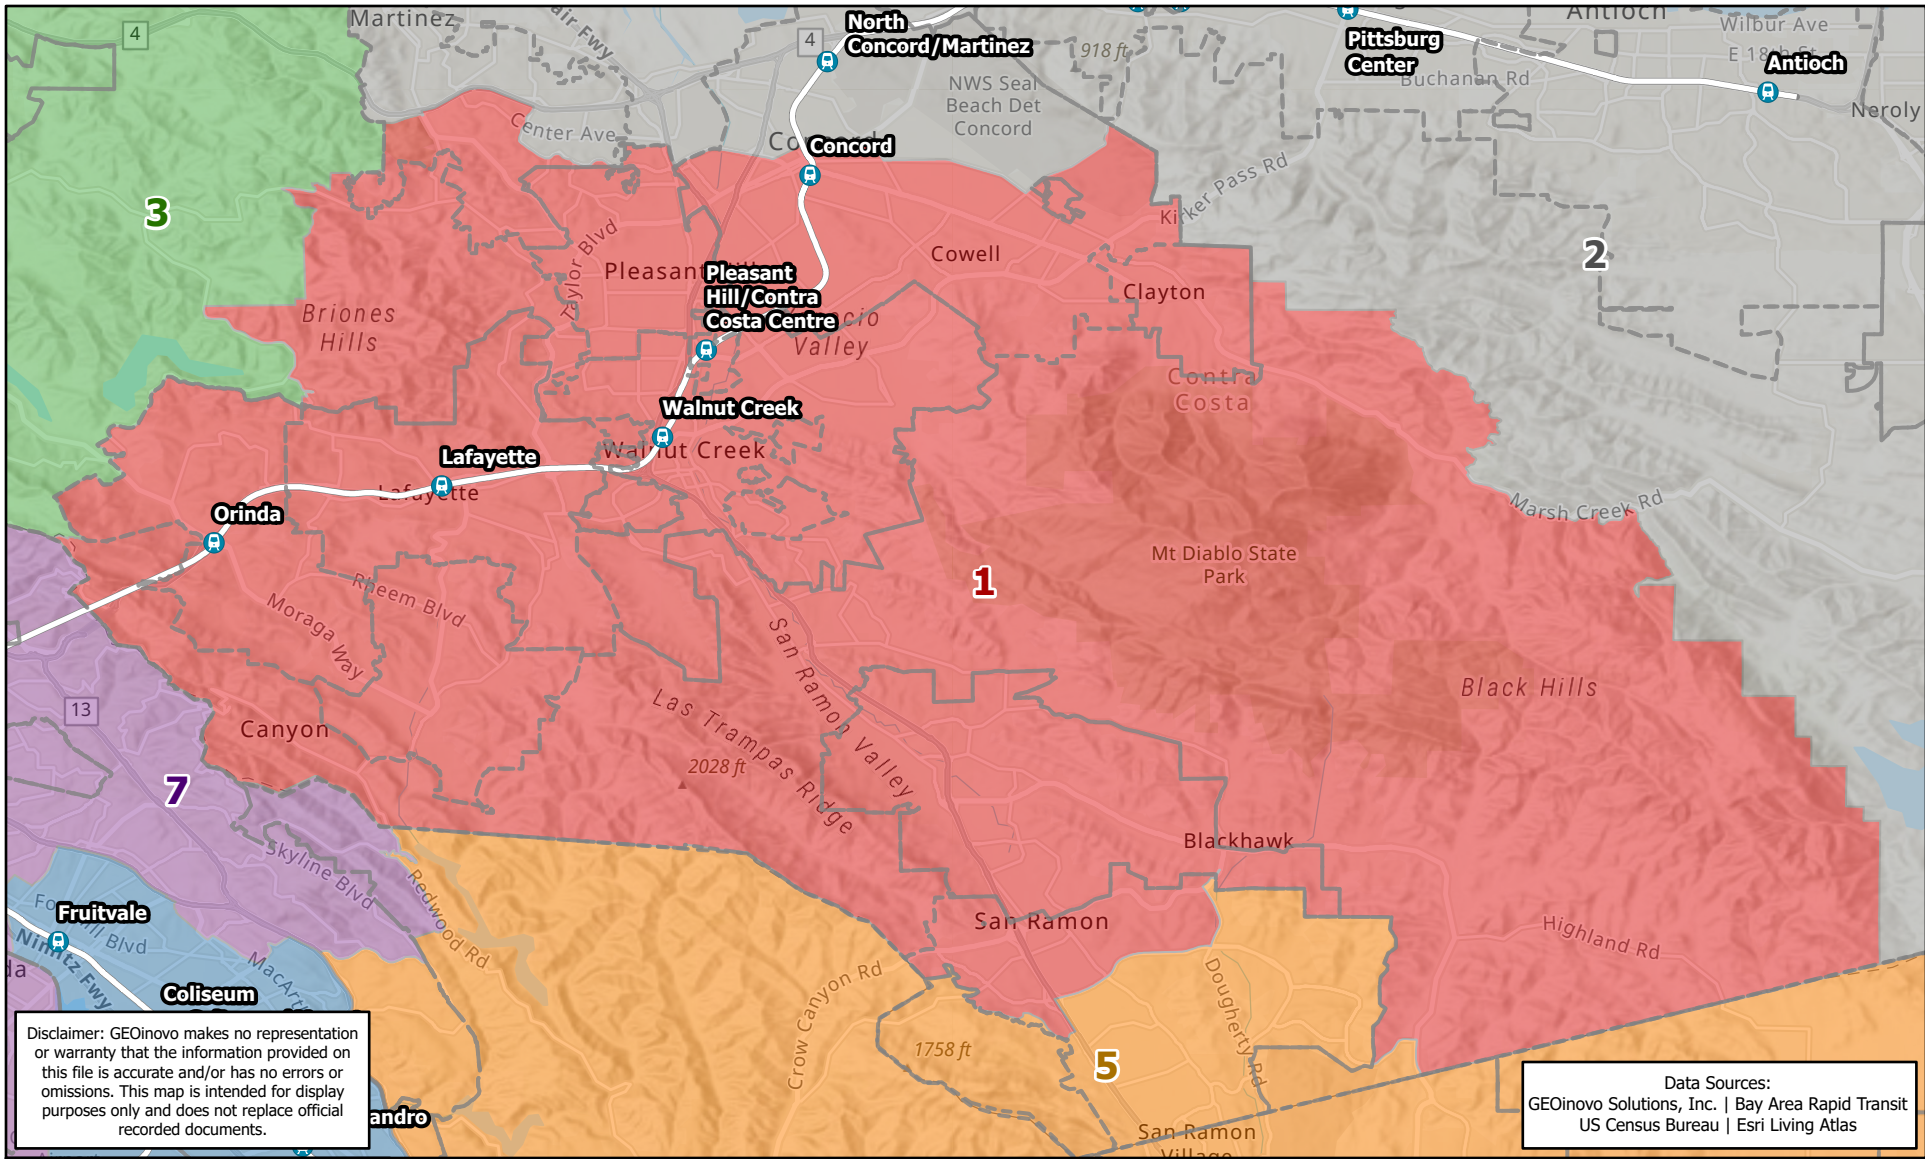 Martinez
4
4
North
Concord/Martinez
918 ft
Pittsburg
Center
Antioch
Wilbur Ave
E 18th St
Antioch
Buchanan Rd
Neroly
NWS Seal
Beach Det
Concord
Center Ave
Concord
Kirker Pass Rd
3
2
Taylor Blvd
Cowell
Clayton
Pleasant
Pleasant
Hill/Contra
Costa Centre
Valley
Briones
Hills
Contra
Costa
Walnut Creek
Walnut Creek
Lafayette
Lafayette
Orinda
Marsh Creek Rd
Mt Diablo State
Park
1
Rheem Blvd
Moraga Way
San Ramon Valley
Las Trampas Ridge
Black Hills
13
Canyon
2028 ft
7
Blackhawk
Skyline Blvd
Redwood Rd
Fruitvale
Nimitz Fwy
San Ramon
Highland Rd
Crow Canyon Rd
Dougherty Rd
Coliseum
1758 ft
5
andro
San Ramon
Village
Disclaimer: GEOinovo makes no representation
or warranty that the information provided on
this file is accurate and/or has no errors or
omissions. This map is intended for display
purposes only and does not replace official
recorded documents.
Data Sources:
GEOinovo Solutions, Inc. | Bay Area Rapid Transit
US Census Bureau | Esri Living Atlas